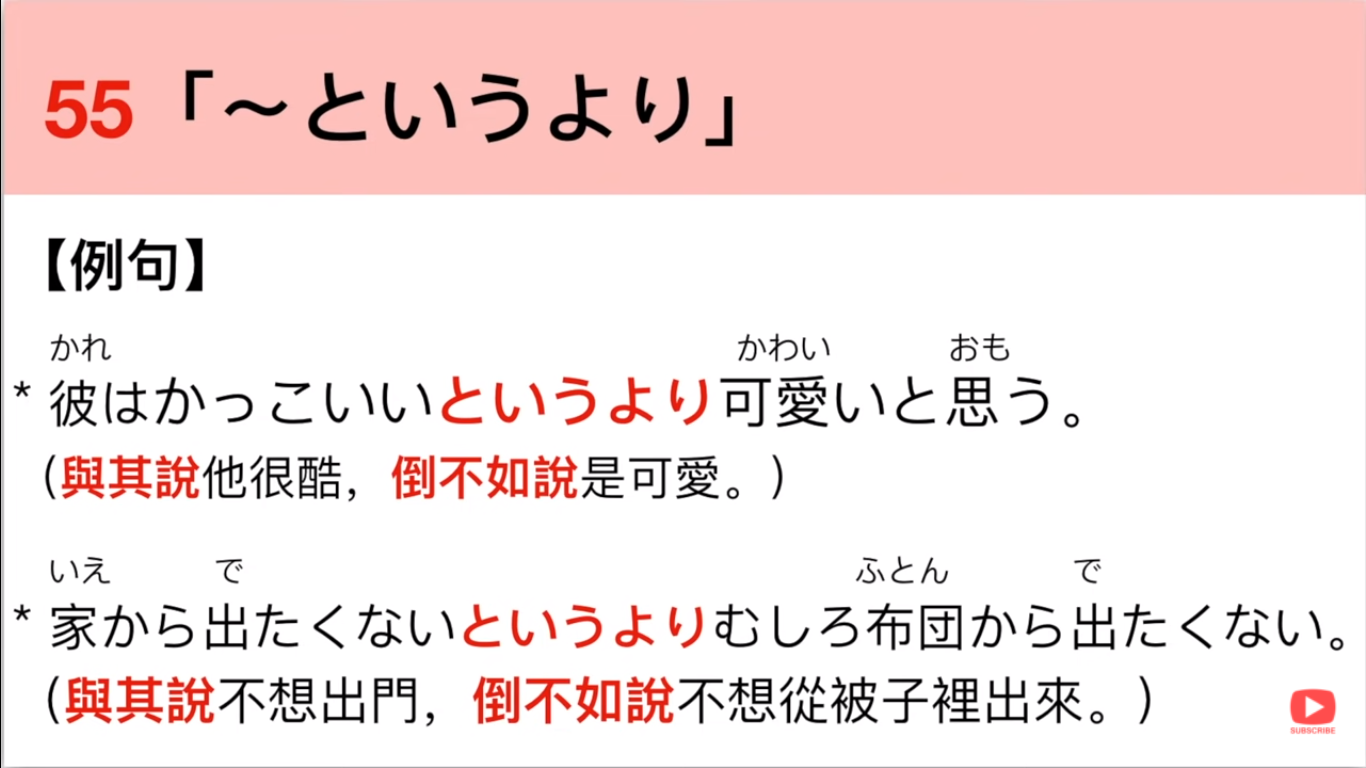 55「～というより」
【例句】
かれ かわい おも
* 彼はかっこいいというより可愛いと思う。
(與其說他很酷，倒不如說是可愛。)
いえ で ふとん で
* 家から出たくないというよりむしろ布団から出たくない。
(與其說不想出門，倒不如說不想從被子裡出來。)
SUBSCRIBE